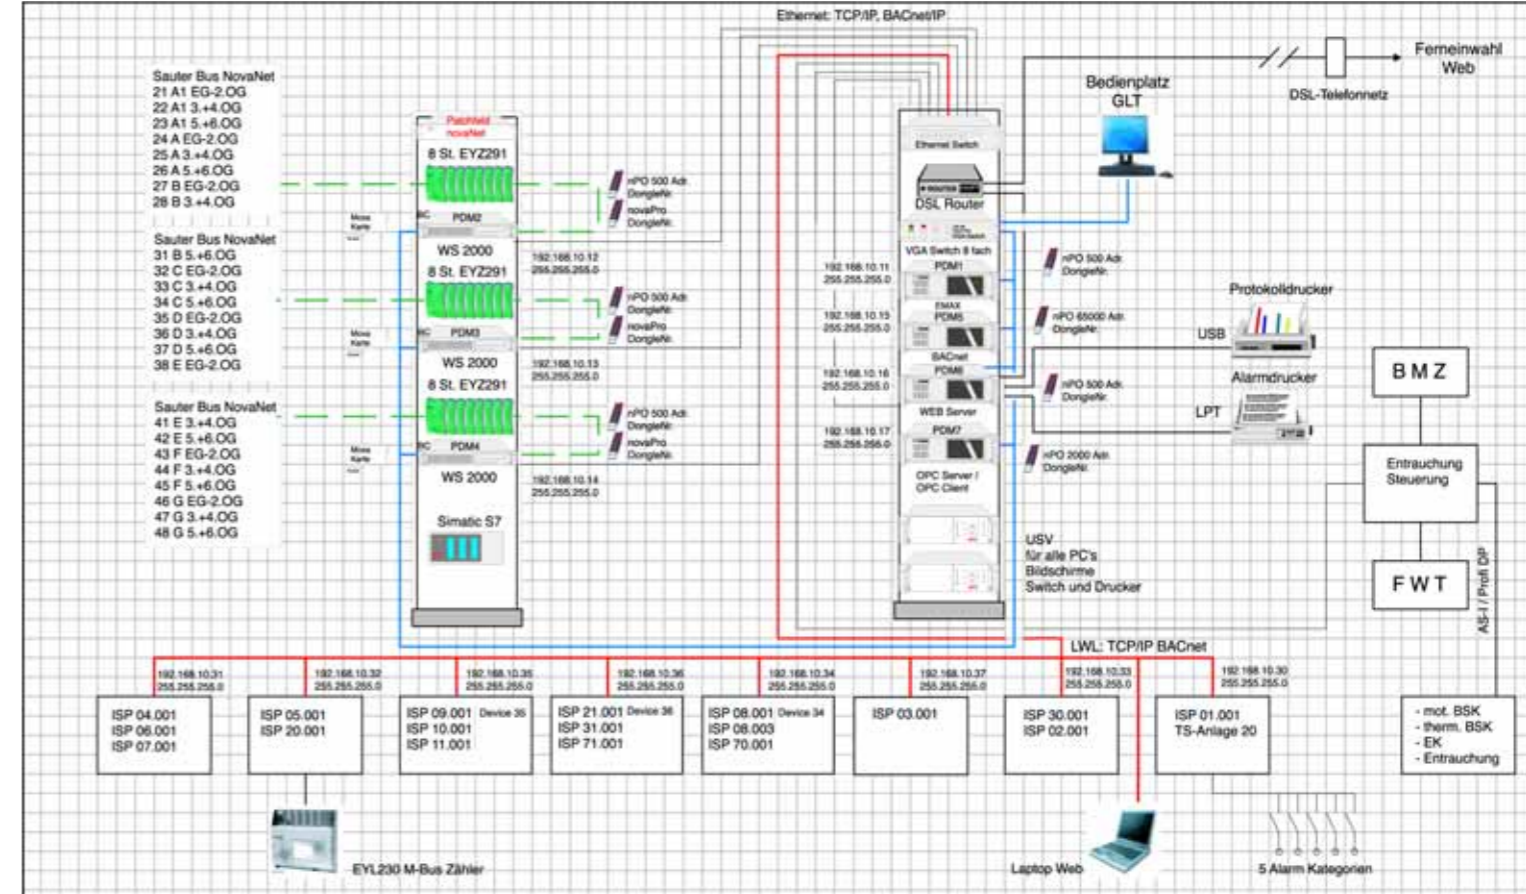 Ethernet: TCP/IP, BACnet/IP
Sauter Bus NovaNet
21 A1 EG-2.OG
22 A1 3.+4.OG
23 A1 5.+6.OG
24 A EG-2.OG
25 A 3.+4.OG
26 A 5.+6.OG
27 B EG-2.OG
28 B 3.+4.OG
Sauter Bus NovaNet
31 B 5.+6.OG
32 C EG-2.OG
33 C 3.+4.OG
34 C 5.+6.OG
35 D EG-2.OG
36 D 3.+4.OG
37 D 5.+6.OG
38 E EG-2.OG
Sauter Bus NovaNet
41 E 3.+4.OG
42 E 5.+6.OG
43 F EG-2.OG
44 F 3.+4.OG
45 F 5.+6.OG
46 G EG-2.OG
47 G 3.+4.OG
48 G 5.+6.OG
Patchfeld
novaNet
8 St. EYZ291
PDM2
WS 2000
8 St. EYZ291
PDM3
WS 2000
8 St. EYZ291
PDM4
WS 2000
Simatic S7
Moxa
Karte
Moxa
Karte
Moxa
Karte
nPO 500 Adr.
DongleNr.
novaPro
DongleNr.
192.168.10.12
255.255.255.0
nPO 500 Adr.
DongleNr.
novaPro
DongleNr.
192.168.10.13
255.255.255.0
nPO 500 Adr.
DongleNr.
novaPro
DongleNr.
192.168.10.14
255.255.255.0
Ethernet Switch
ROUTER
DSL Router
VGA Switch 8 fach
PDM1
EMAX
PDM5
BACnet
PDM6
WEB Server
PDM7
OPC Server /
OPC Client
192.168.10.11
255.255.255.0
192.168.10.15
255.255.255.0
192.168.10.16
255.255.255.0
192.168.10.17
255.255.255.0
Bedienplatz
GLT
DSL-Telefonnetz
Ferneinwahl
Web
nPO 500 Adr.
DongleNr.
nPO 65000 Adr.
DongleNr.
nPO 500 Adr.
DongleNr.
nPO 2000 Adr.
DongleNr.
Protokolldrucker
USB
Alarmdrucker
LPT
USV
für alle PC's
Bildschirme
Switch und Drucker
B M Z
Entrauchung
Steuerung
F W T
AS-I / Profi DP
LWL: TCP/IP BACnet
192.168.10.31
255.255.255.0
192.168.10.32
255.255.255.0
192.168.10.35
255.255.255.0
192.168.10.36
255.255.255.0
192.168.10.34
255.255.255.0
192.168.10.37
255.255.255.0
192.168.10.33
255.255.255.0
192.168.10.30
255.255.255.0
ISP 04.001
ISP 06.001
ISP 07.001
ISP 05.001
ISP 20.001
ISP 09.001 Device 35
ISP 10.001
ISP 11.001
ISP 21.001 Device 36
ISP 31.001
ISP 71.001
ISP 08.001 Device 34
ISP 08.003
ISP 70.001
ISP 03.001
ISP 30.001
ISP 02.001
ISP 01.001
TS-Anlage 20
- mot. BSK
- therm. BSK
- EK
- Entrauchung
EYL230 M-Bus Zähler
Laptop Web
5 Alarm Kategorien